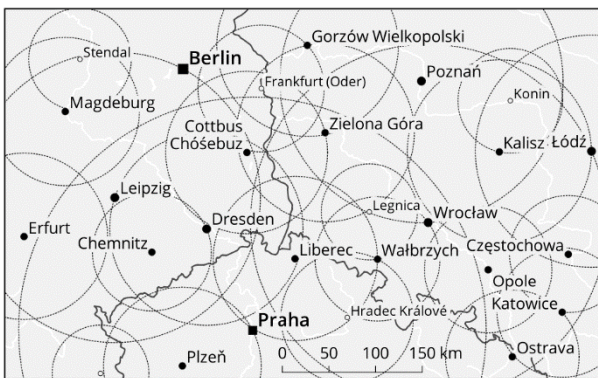 Gorzów Wielkopolski
Stendal
Berlin
Poznań
Frankfurt (Oder)
Konin
Magdeburg
Zielona Góra
Cottbus
Chóśebuz
Kalisz
Łódź
Leipzig
Legnica
Wrocław
Erfurt
Dresden
Chemnitz
Liberec
Wałbrzych
Częstochowa
Opole
Katowice
Praha
Hradec Králové
Ostrava
Plzeň
0 50 100 150 km